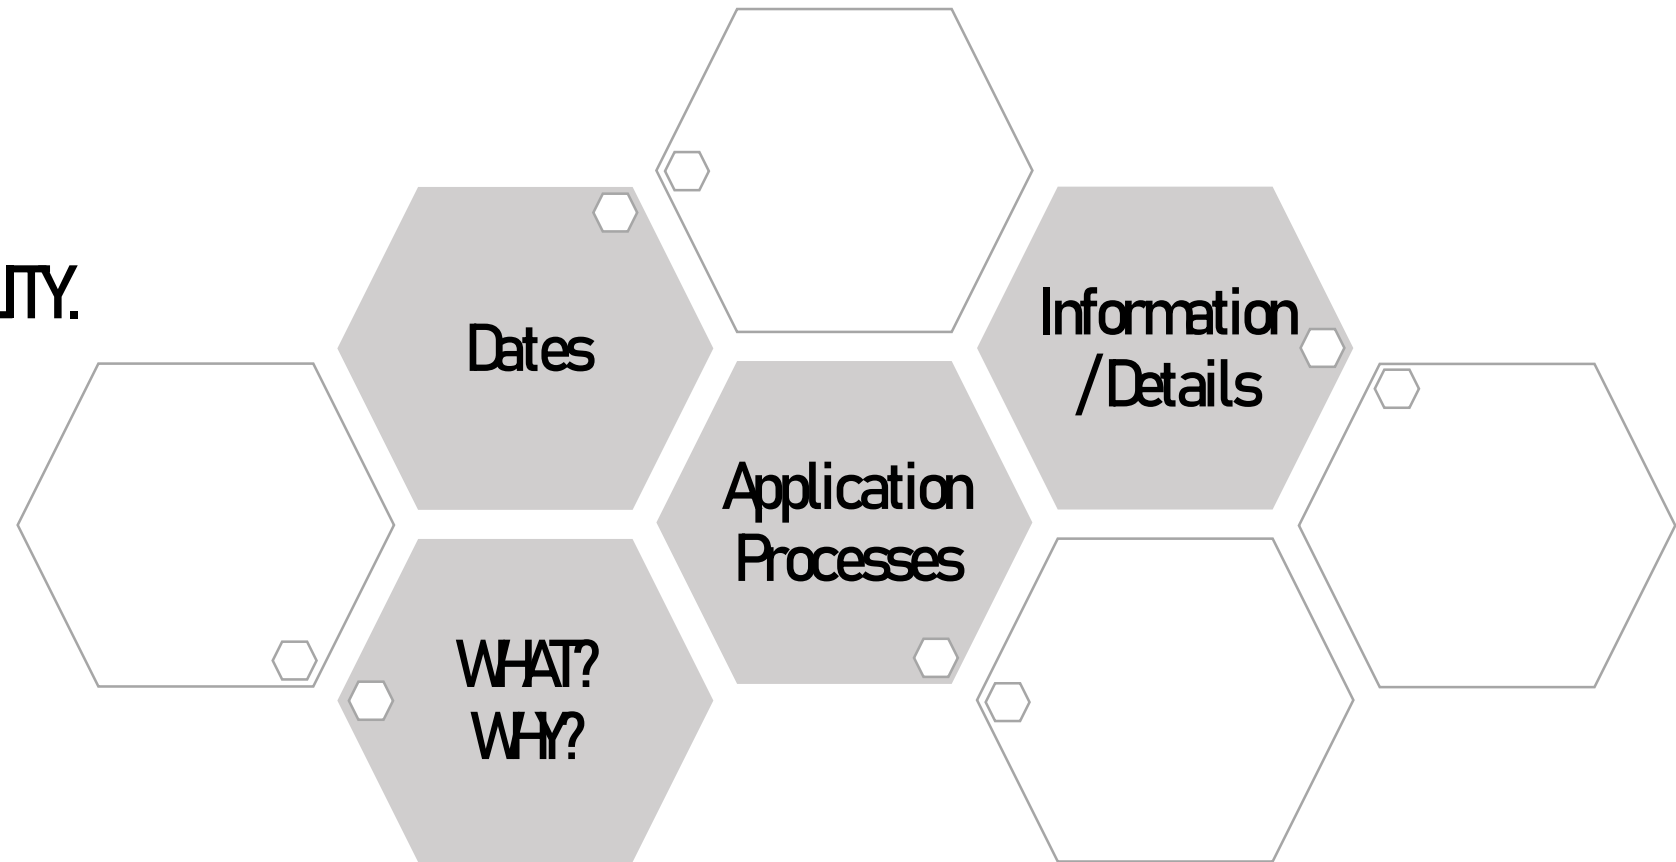 Dates
Information
/Details
Application
Processes
WHAT?
WHY?